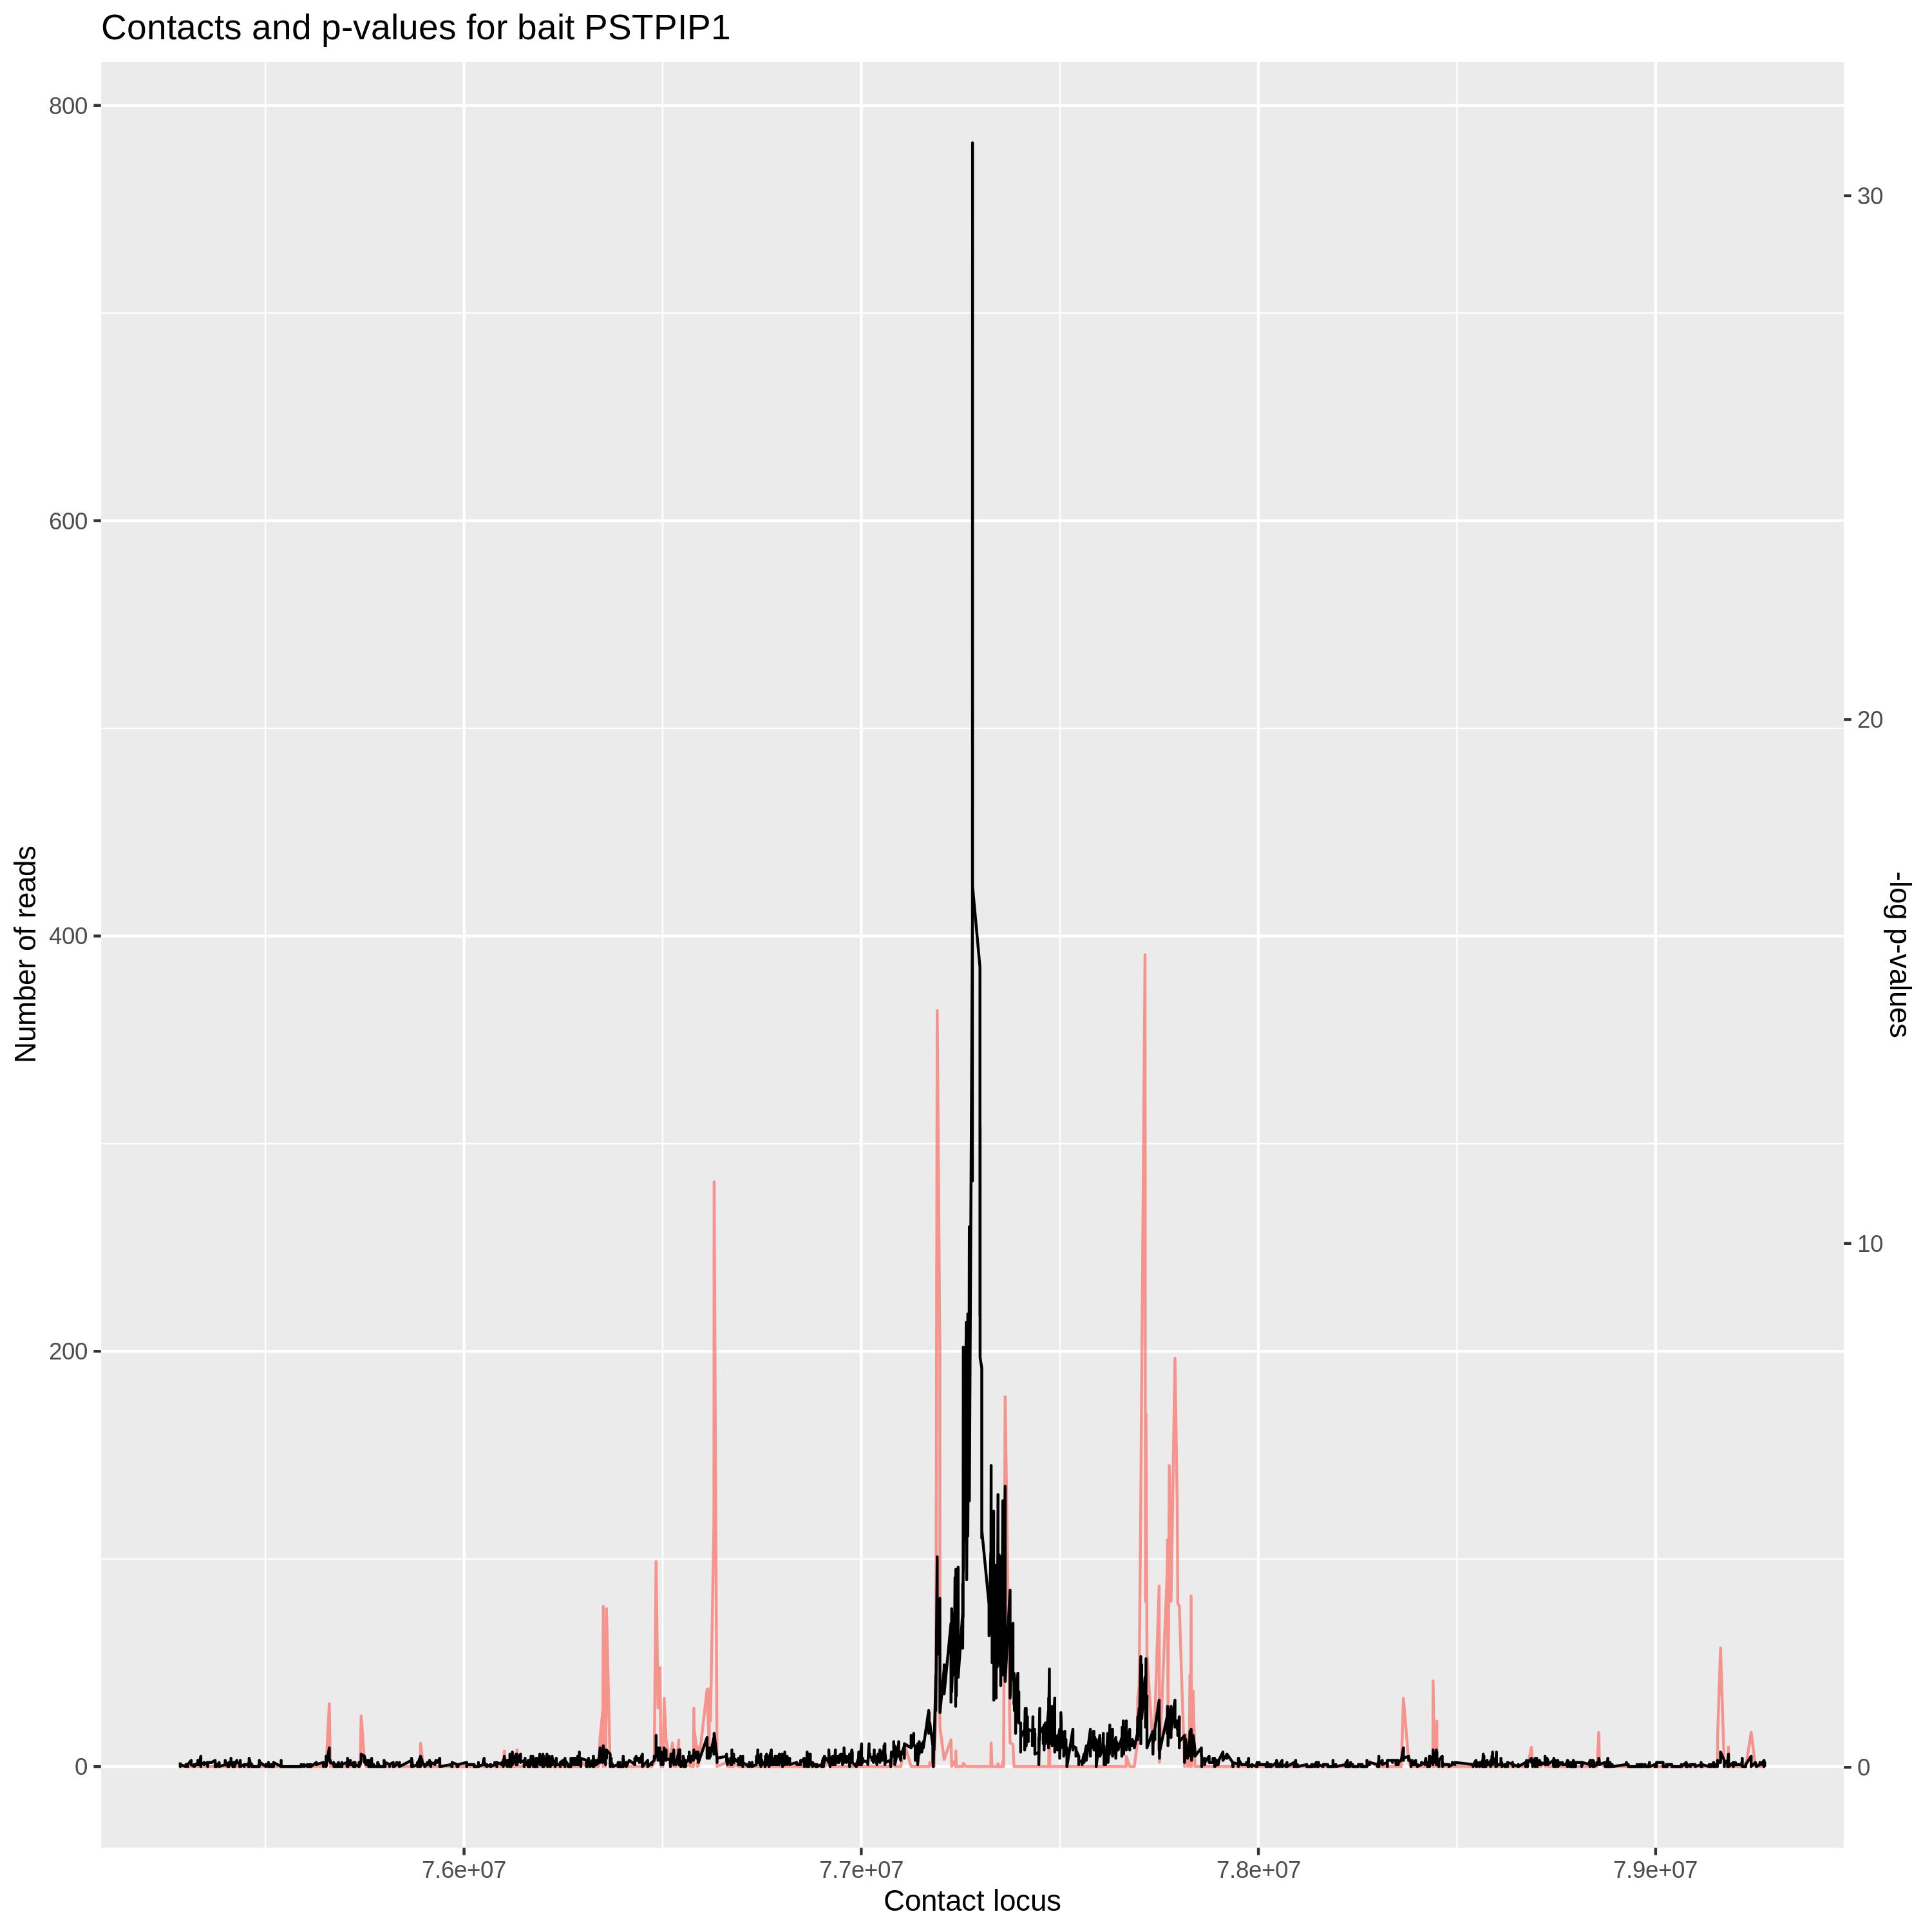 Contacts and p-values for bait PSTPIP1
800
600
400
200
0
Number of reads
30
20
10
0
-log p-values
7.6e+07
7.7e+07
7.8e+07
7.9e+07
Contact locus